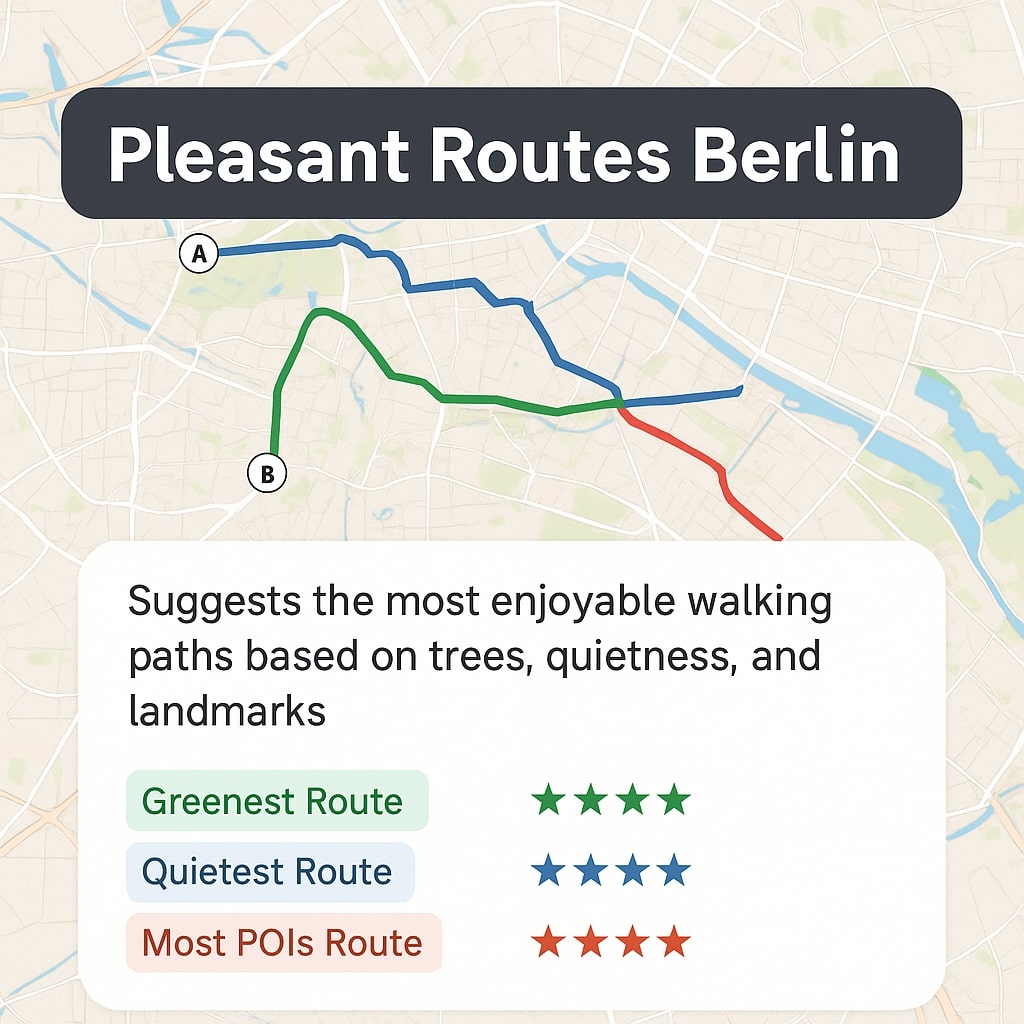 Pleasant Routes Berlin
A
B
Suggests the most enjoyable walking
paths based on trees, quietness, and
landmarks
Greenest Route ★★★★
Quietest Route ★★★★
Most POIs Route ★★★★